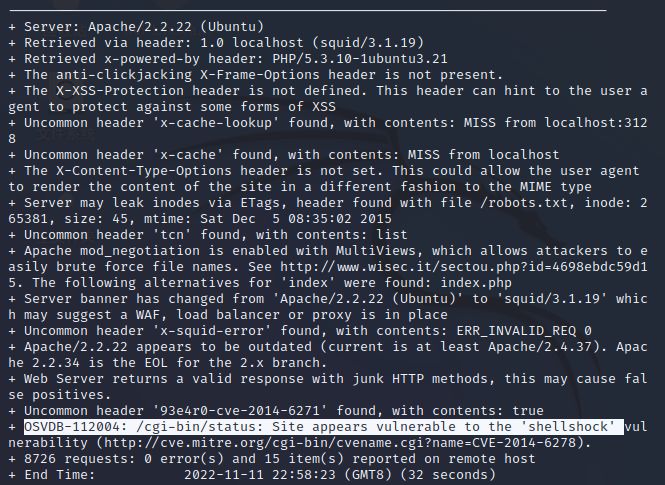 + Server: Apache/2.2.22 (Ubuntu)
+ Retrieved via header: 1.0 localhost (squid/3.1.19)
+ Retrieved x-powered-by header: PHP/5.3.10-1ubuntu3.21
+ The anti-clickjacking X-Frame-Options header is not present.
+ The X-XSS-Protection header is not defined. This header can hint to the user a
gent to protect against some forms of XSS
+ Uncommon header 'x-cache-lookup' found, with contents: MISS from localhost:312
8
+ Uncommon header 'x-cache' found, with contents: MISS from localhost
+ The X-Content-Type-Options header is not set. This could allow the user agent
to render the content of the site in a different fashion to the MIME type
+ Server may leak inodes via ETags, header found with file /robots.txt, inode: 2
65381, size: 45, mtime: Sat Dec  5 08:35:02 2015
+ Uncommon header 'tcn' found, with contents: list
+ Apache mod_negotiation is enabled with MultiViews, which allows attackers to e
asily brute force file names. See http://www.wisec.it/sectou.php?id=4698ebdc59d1
5. The following alternatives for 'index' were found: index.php
+ Server banner has changed from 'Apache/2.2.22 (Ubuntu)' to 'squid/3.1.19' whic
h may suggest a WAF, load balancer or proxy is in place
+ Uncommon header 'x-squid-error' found, with contents: ERR_INVALID_REQ 0
+ Apache/2.2.22 appears to be outdated (current is at least Apache/2.4.37). Apac
he 2.2.34 is the EOL for the 2.x branch.
+ Web Server returns a valid response with junk HTTP methods, this may cause fal
se positives.
+ Uncommon header '93e4r0-cve-2014-6271' found, with contents: true
+ OSVDB-112004: /cgi-bin/status: Site appears vulnerable to the 'shellshock' vul
nerability (http://cve.mitre.org/cgi-bin/cvename.cgi?name=CVE-2014-6278).
+ 8726 requests: 0 error(s) and 15 item(s) reported on remote host
+ End Time:           2022-11-11 22:58:23 (GMT8) (32 seconds)